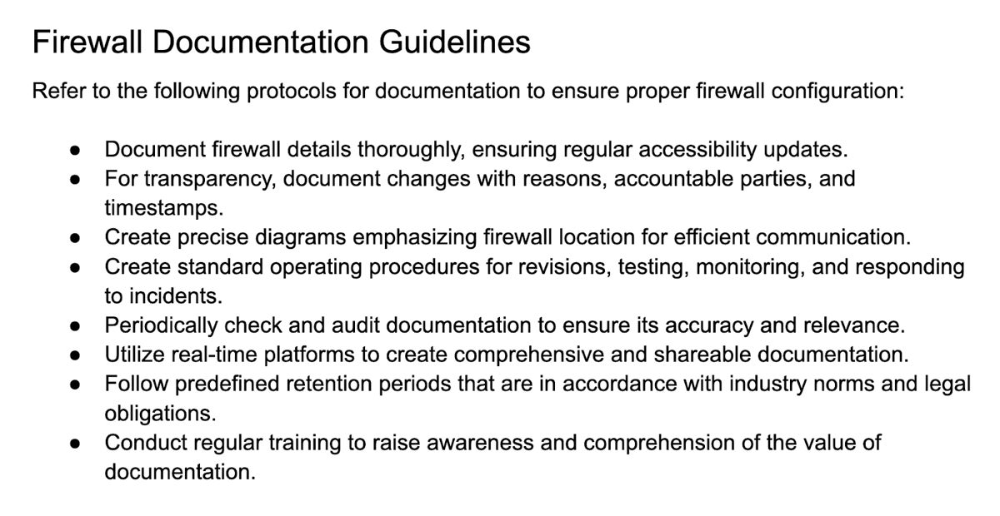 Firewall Documentation Guidelines
Refer to the following protocols for documentation to ensure proper firewall configuration:
● Document firewall details thoroughly, ensuring regular accessibility updates.
● For transparency, document changes with reasons, accountable parties, and
timestamps.
● Create precise diagrams emphasizing firewall location for efficient communication.
● Create standard operating procedures for revisions, testing, monitoring, and responding
to incidents.
● Periodically check and audit documentation to ensure its accuracy and relevance.
● Utilize real-time platforms to create comprehensive and shareable documentation.
● Follow predefined retention periods that are in accordance with industry norms and legal
obligations.
● Conduct regular training to raise awareness and comprehension of the value of
documentation.